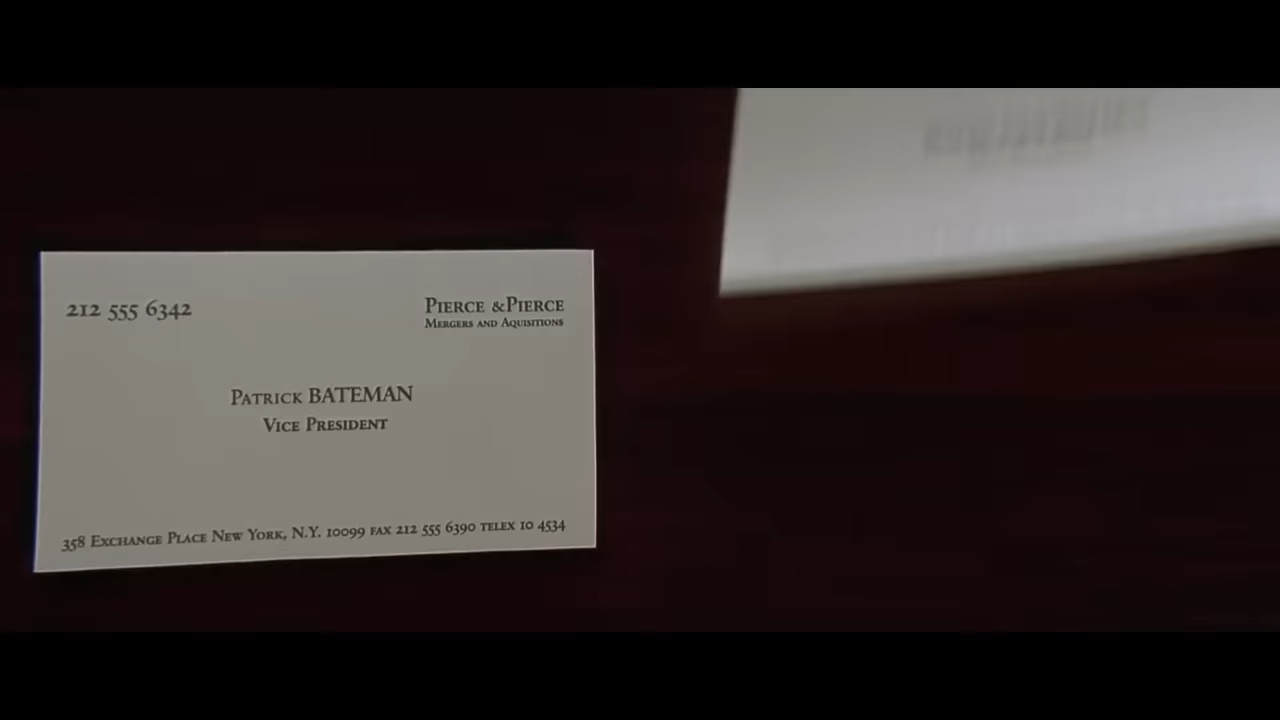 212 555 6342
PIERCE & PIERCE
MERGERS AND AQUISITIONS
PATRICK BATEMAN
VICE PRESIDENT
358 EXCHANGE PLACE NEW YORK, N.Y. 10099 FAX 212 555 6390 TELEX 10 4534